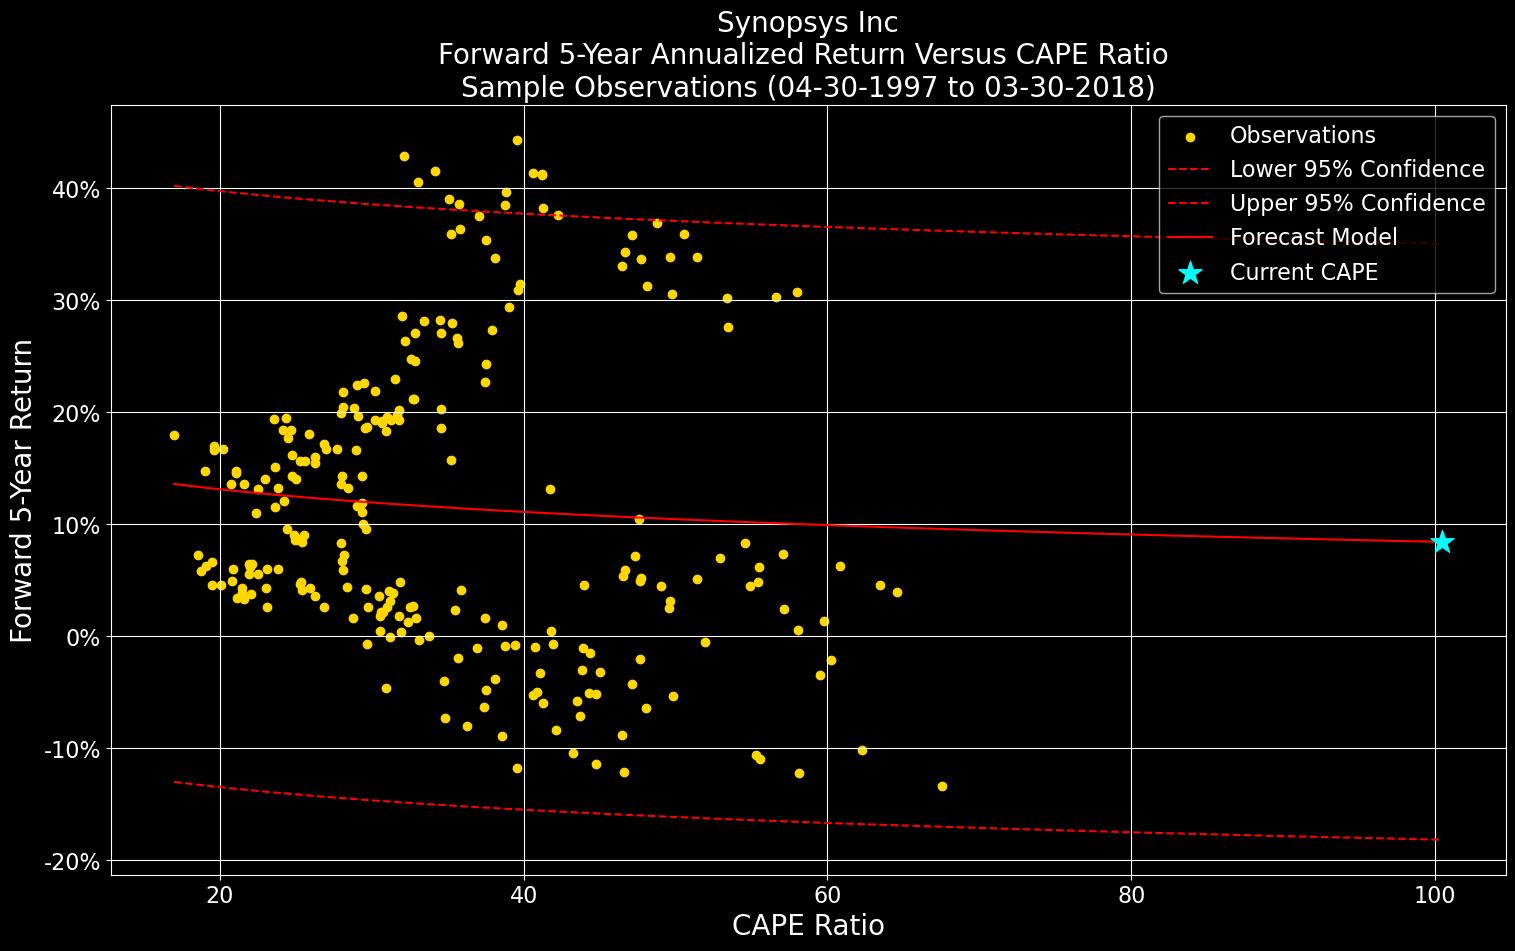 Synopsys Inc
Forward 5-Year Annualized Return Versus CAPE Ratio
Sample Observations (04-30-1997 to 03-30-2018)
Observations
Lower 95% Confidence
Upper 95% Confidence
Forecast Model
Current CAPE
Forward 5-Year Return
40%
30%
20%
10%
0%
-10%
-20%
20 40 60 80 100
CAPE Ratio